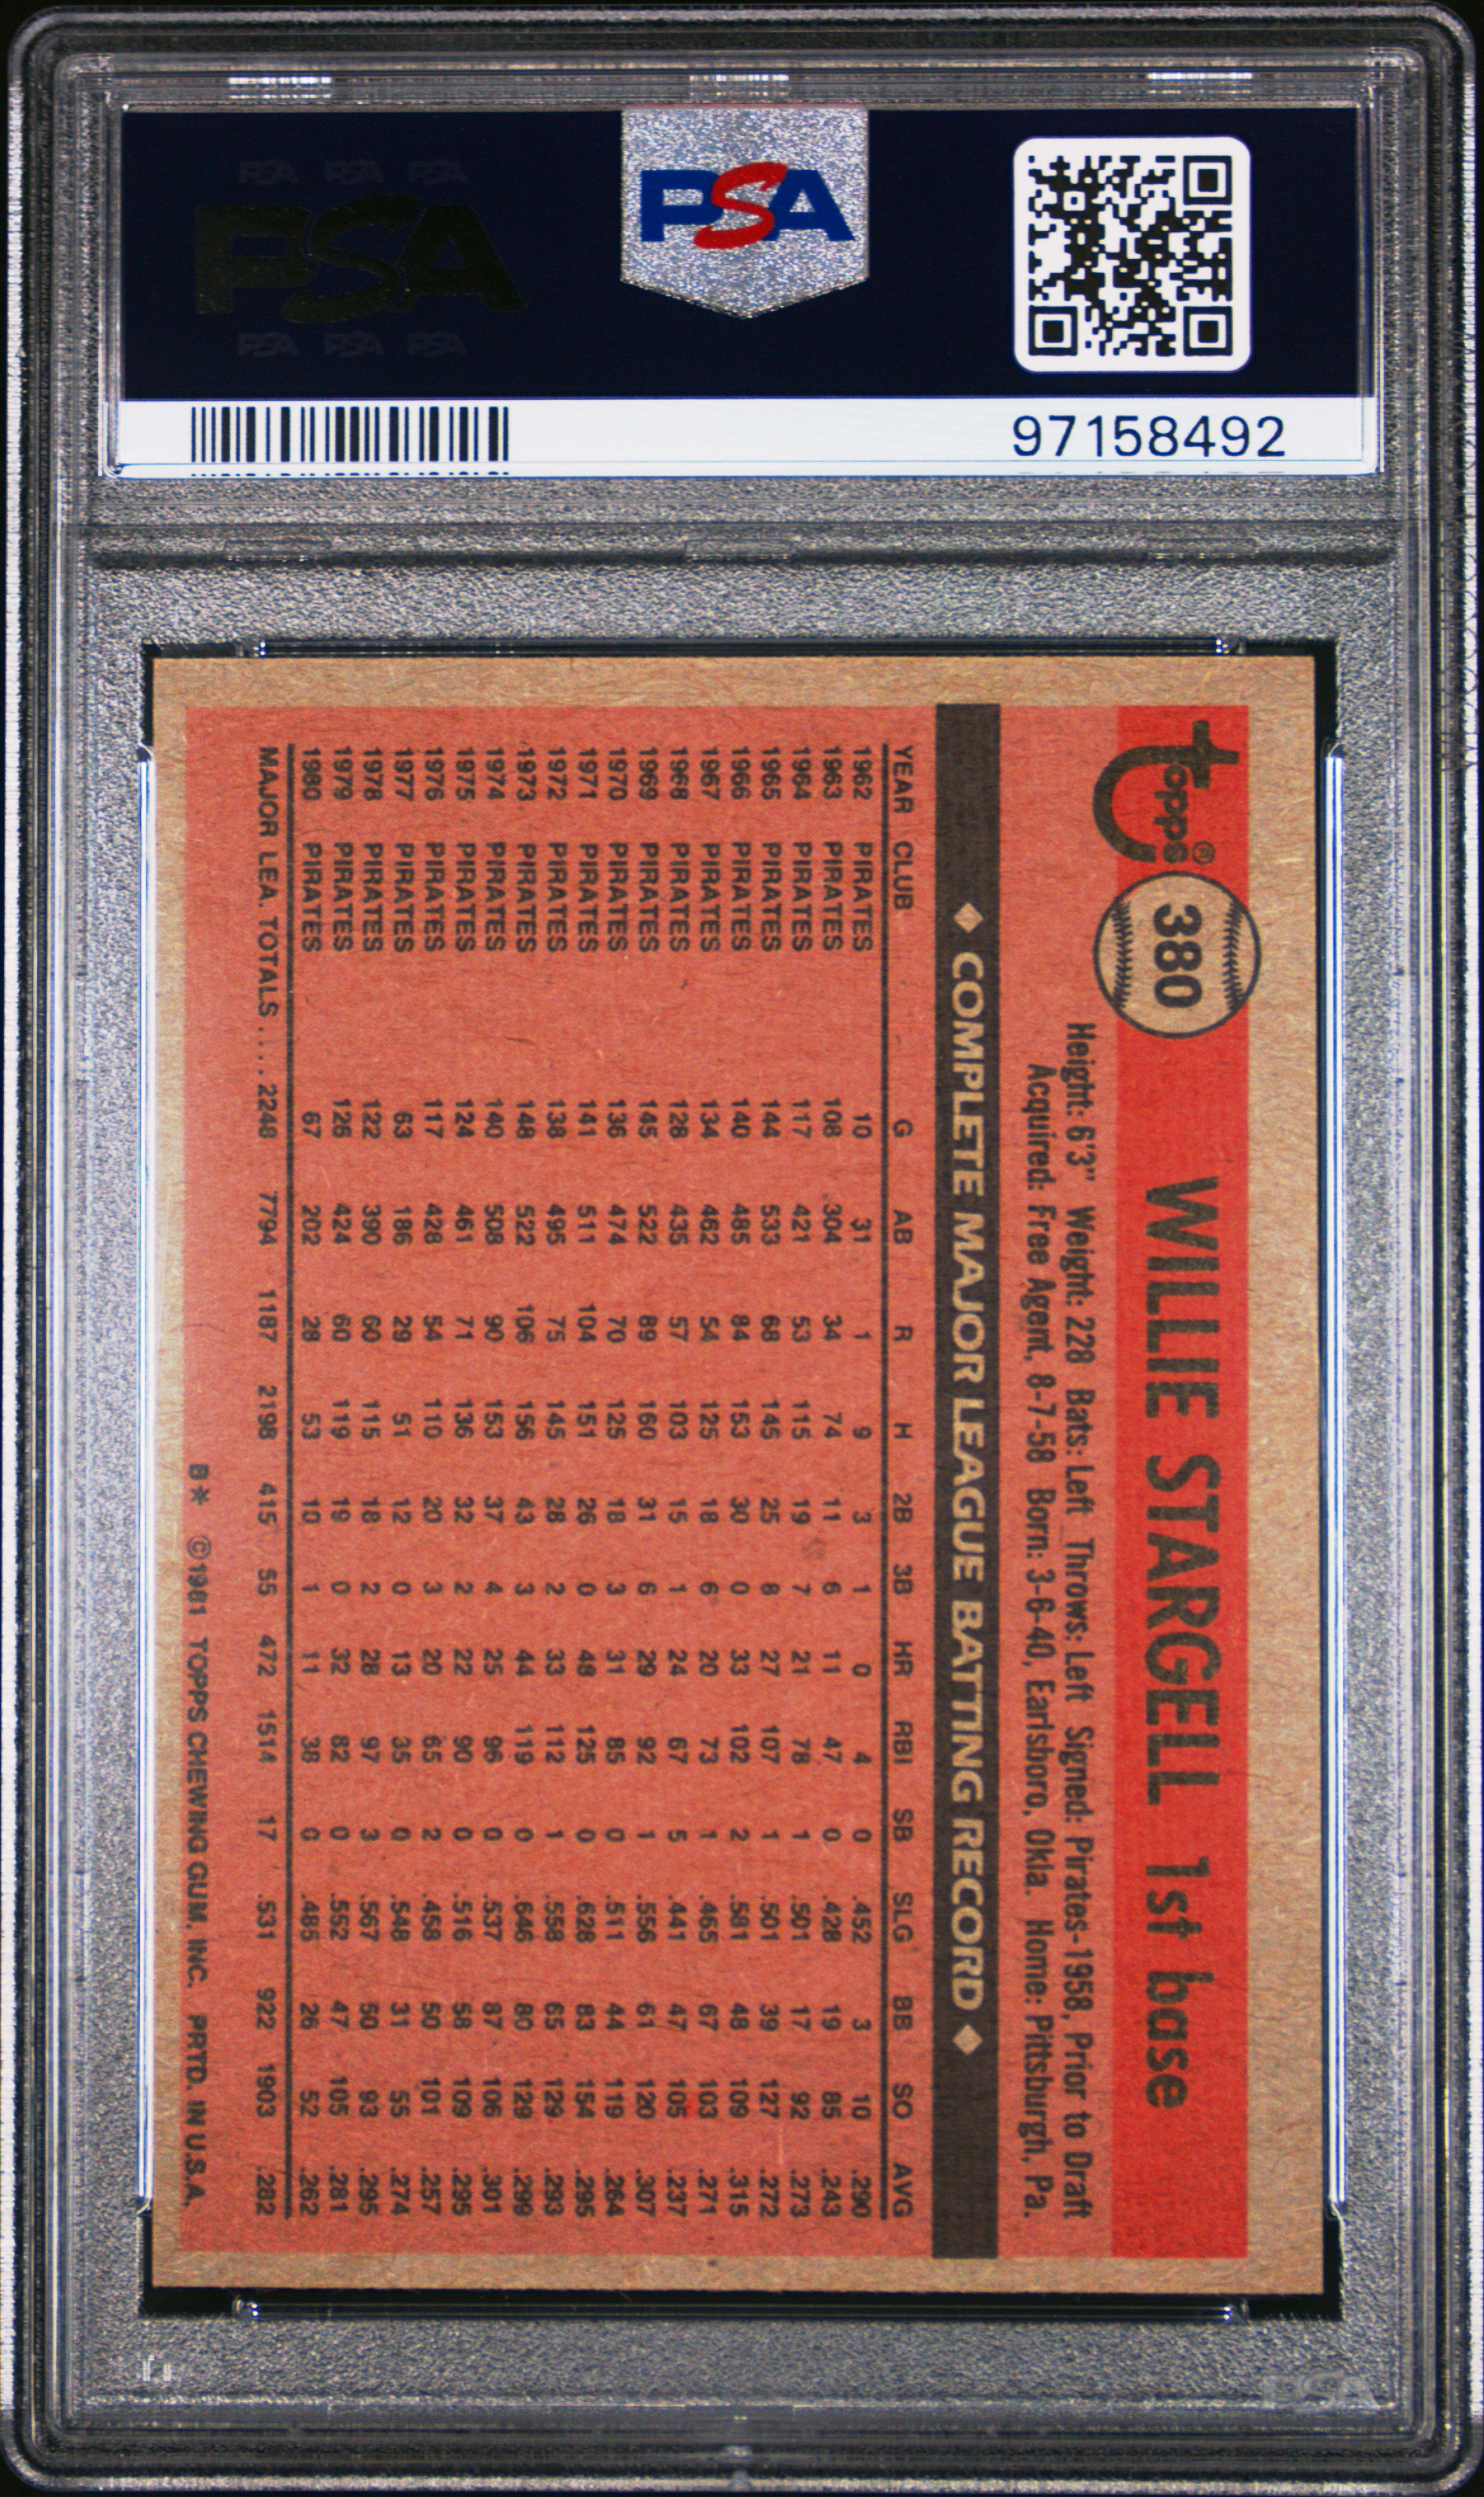 PSA PSA PSA
PSA
PSA PSA PSA
PSA
97158492
topps®
380
WILLIE STARGELL 1st base
Height: 6'3" Weight: 228 Bats: Left Throws: Left Signed: Pirates-1958, Prior to Draft
Acquired: Free Agent, 8-7-58 Born: 3-6-40, Earlsboro, Okla. Home: Pittsburgh, Pa.
◆ COMPLETE MAJOR LEAGUE BATTING RECORD ◆
YEAR CLUB G AB R H 2B 3B HR RBI SB SLG BB SO AVG
1962 PIRATES 10 31 1 9 3 1 0 4 0 .452 3 10 .290
1963 PIRATES 108 304 34 74 11 6 11 47 0 .428 19 85 .243
1964 PIRATES 117 421 53 115 19 7 21 78 1 .501 17 92 .273
1965 PIRATES 144 533 68 145 25 8 27 107 1 .501 39 127 .272
1966 PIRATES 140 485 84 153 30 0 33 102 2 .581 48 109 .315
1967 PIRATES 134 462 54 125 18 6 20 73 1 .465 67 103 .271
1968 PIRATES 128 435 57 103 15 1 24 67 5 .441 47 105 .237
1969 PIRATES 145 522 89 160 31 6 29 92 1 .556 61 120 .307
1970 PIRATES 136 474 70 125 18 3 31 85 0 .511 44 119 .264
1971 PIRATES 141 511 104 151 26 0 48 125 0 .628 83 154 .295
1972 PIRATES 138 495 75 145 28 2 33 112 1 .558 65 129 .293
1973 PIRATES 148 522 106 156 43 3 44 119 0 .646 80 129 .299
1974 PIRATES 140 508 90 153 37 4 25 96 0 .537 87 106 .301
1975 PIRATES 124 461 71 136 32 2 22 90 0 .516 58 109 .295
1976 PIRATES 117 428 54 110 20 3 20 65 2 .458 50 101 .257
1977 PIRATES 63 186 29 51 12 0 13 35 0 .548 31 55 .274
1978 PIRATES 122 390 60 115 18 2 28 97 3 .567 50 93 .295
1979 PIRATES 126 424 60 119 19 0 32 82 0 .552 47 105 .281
1980 PIRATES 67 202 28 53 10 1 11 38 0 .485 26 52 .262
MAJOR LEA. TOTALS.... 2248 7794 1187 2198 415 55 472 1514 17 .531 922 1903 .282
B* ©1981 TOPPS CHEWING GUM, INC. PRTD. IN U.S.A.
PSA